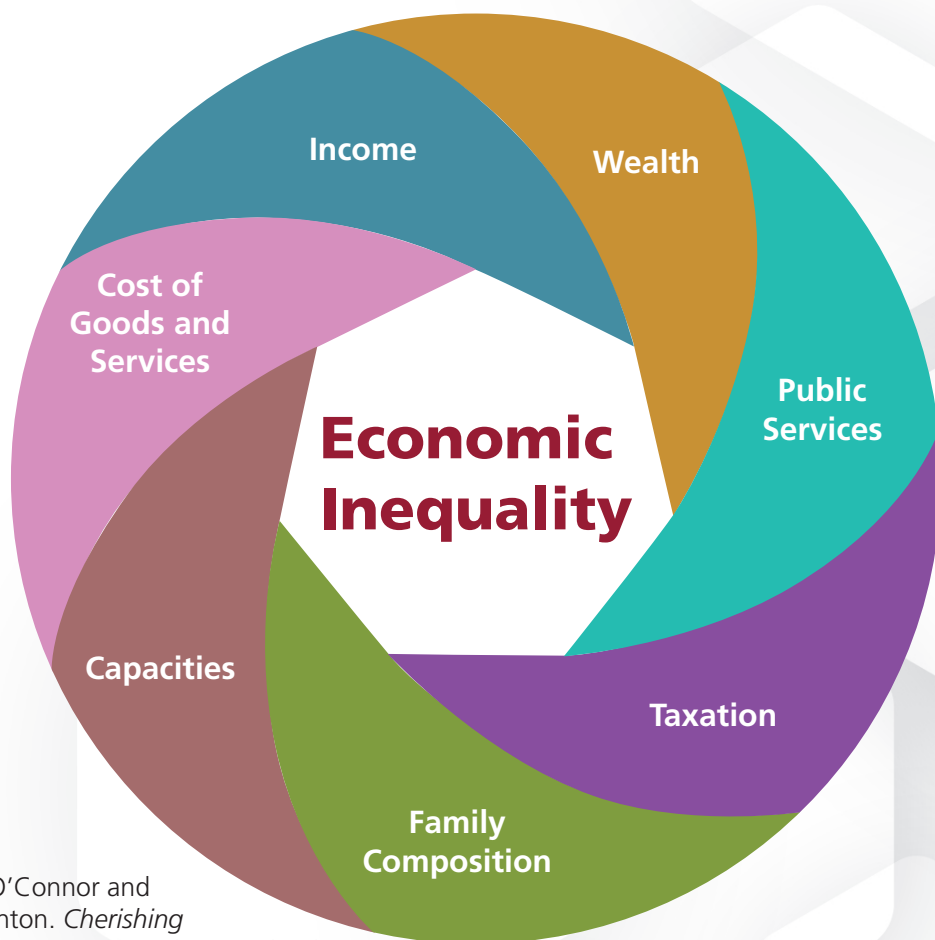 Income
Wealth
Cost of
Goods and
Services
Public
Services
Economic
Inequality
Capacities
Taxation
Family
Composition
O’Connor and
nton. Cherishing